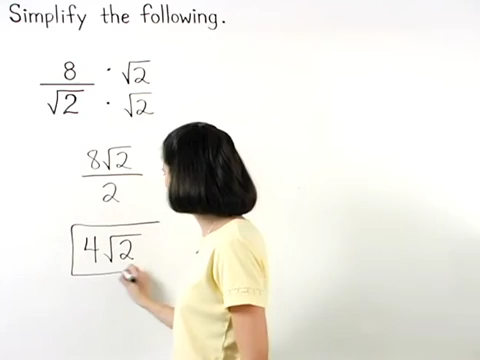 Simplify the following.
8 · √2
√2 · √2
8√2
2
4√2